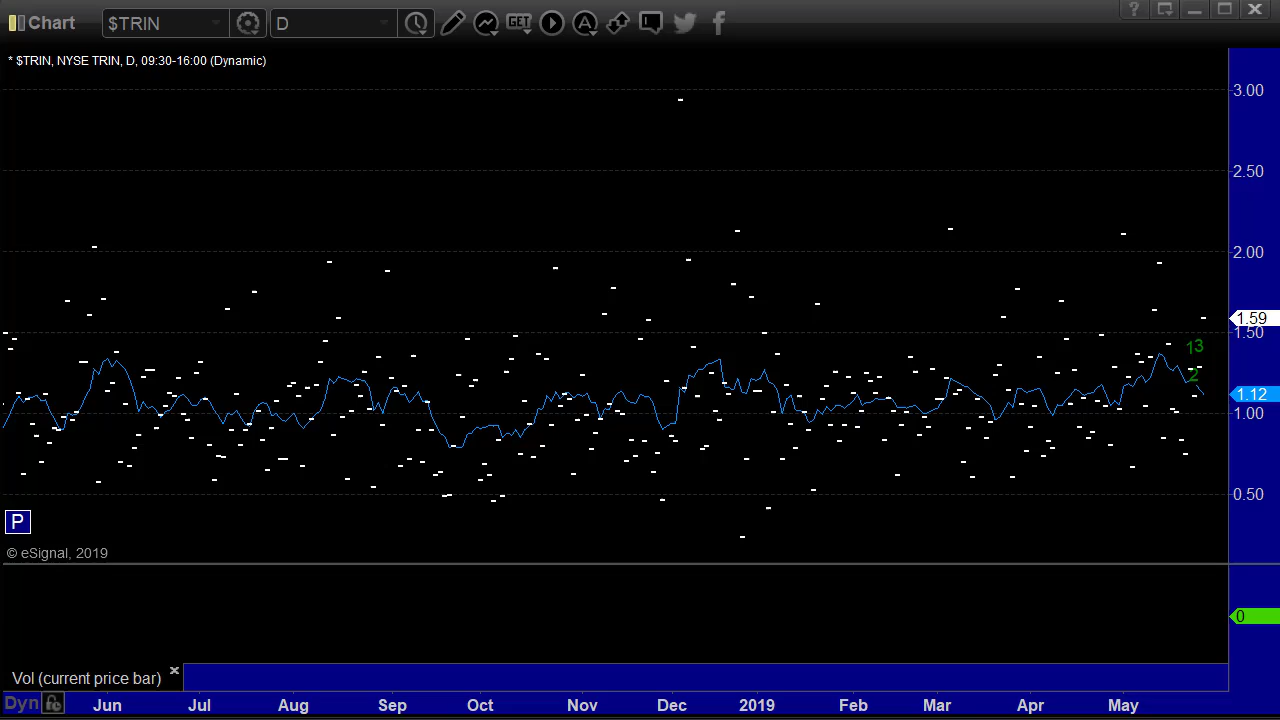 Chart $TRIN D GET A ?
* $TRIN, NYSE TRIN, D, 09:30-16:00 (Dynamic)
3.00
2.50
2.00
1.59
1.50
13
2
1.12
1.00
0.50
P
© eSignal, 2019
0
Vol (current price bar)
Dyn Jun Jul Aug Sep Oct Nov Dec 2019 Feb Mar Apr May